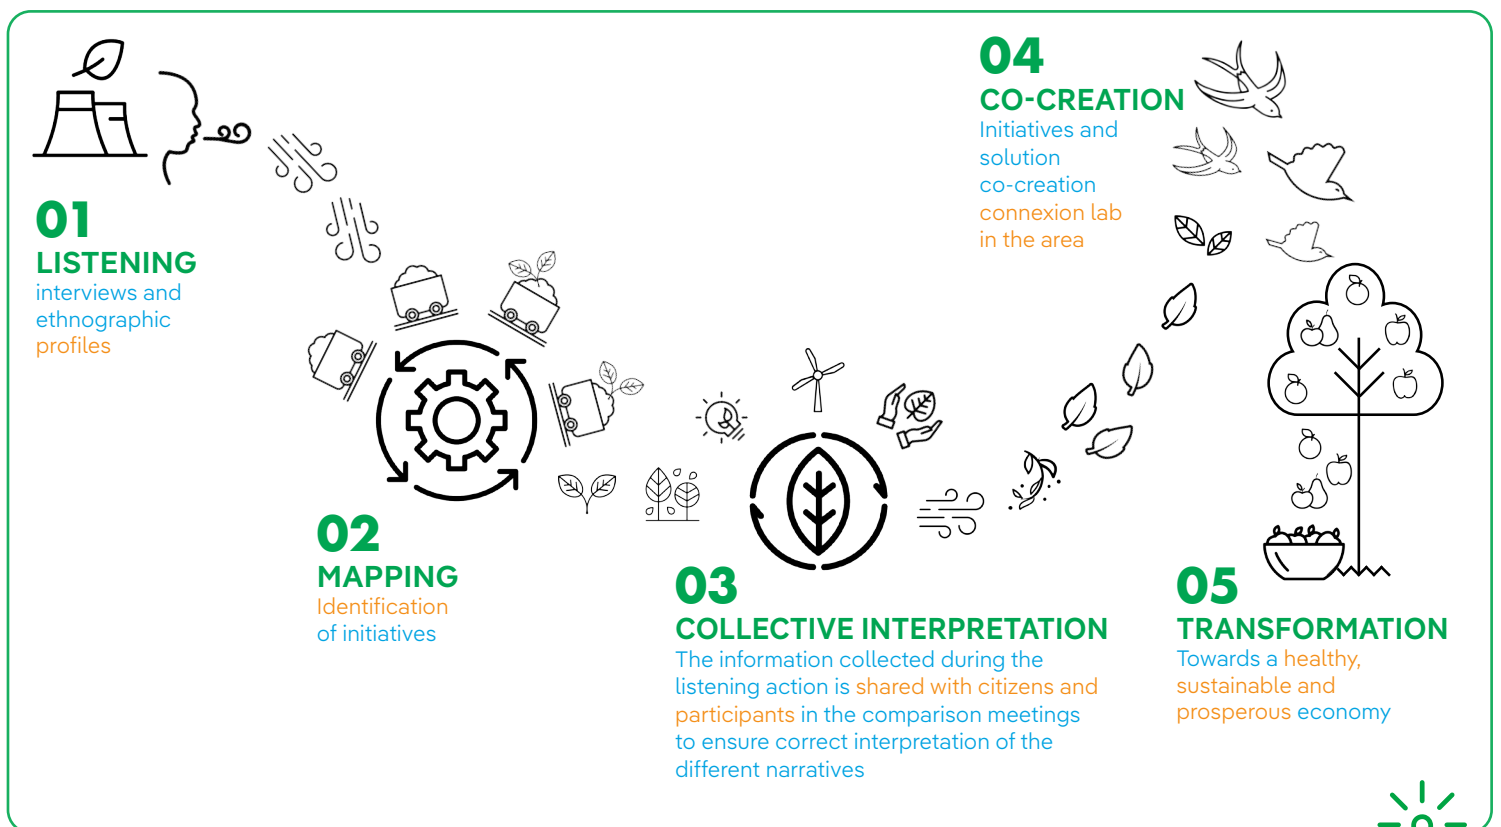 01
LISTENING
interviews and
ethnographic
profiles
02
MAPPING
Identification
of initiatives
03
COLLECTIVE INTERPRETATION
The information collected during the
listening action is shared with citizens and
participants in the comparison meetings
to ensure correct interpretation of the
different narratives
04
CO-CREATION
Initiatives and
solution
co-creation
connexion lab
in the area
05
TRANSFORMATION
Towards a healthy,
sustainable and
prosperous economy